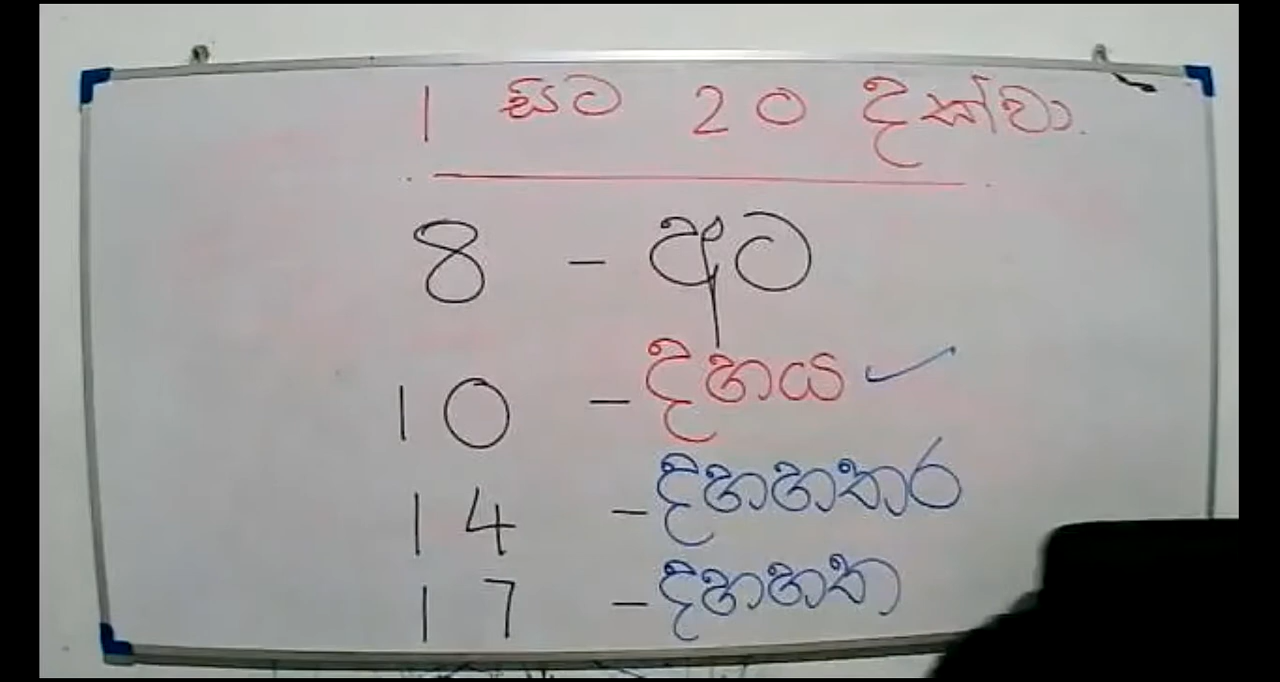 1 සිට 20 දක්වා.
8 - අට
10 - දහය
14 - දහහතර
17 - දහහත